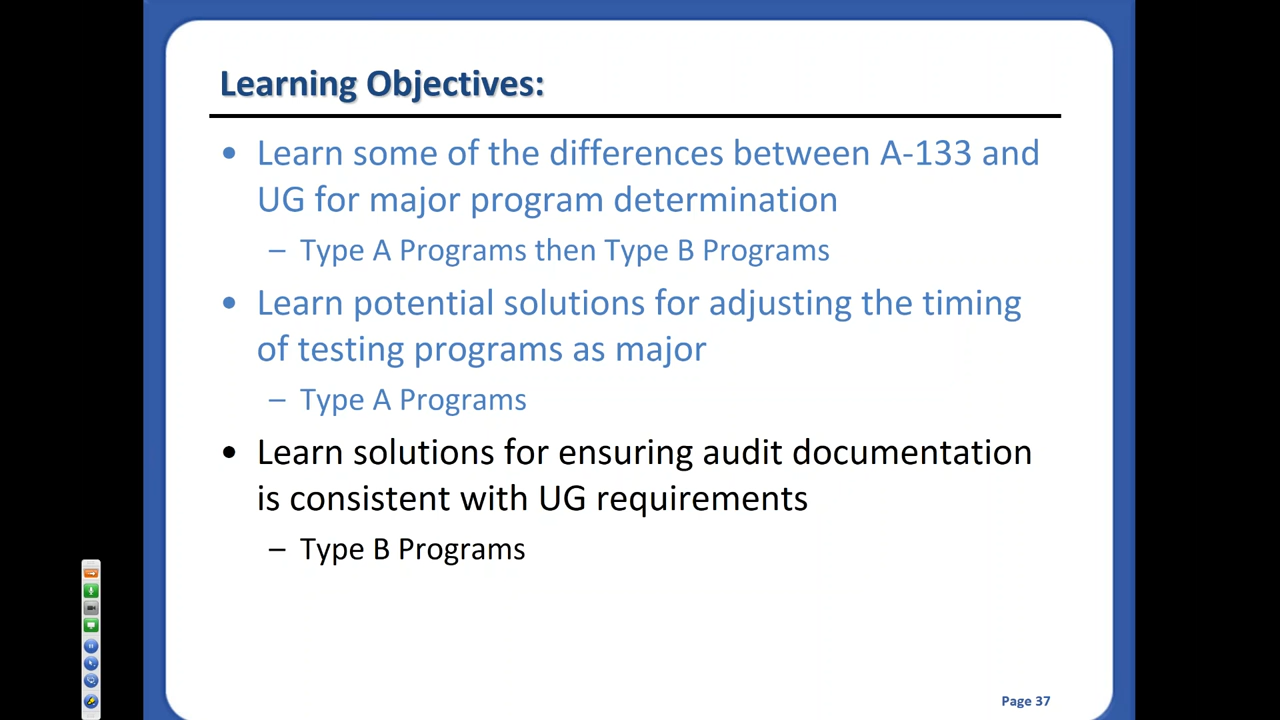 Learning Objectives:
• Learn some of the differences between A-133 and
UG for major program determination
– Type A Programs then Type B Programs
• Learn potential solutions for adjusting the timing
of testing programs as major
– Type A Programs
• Learn solutions for ensuring audit documentation
is consistent with UG requirements
– Type B Programs
Page 37